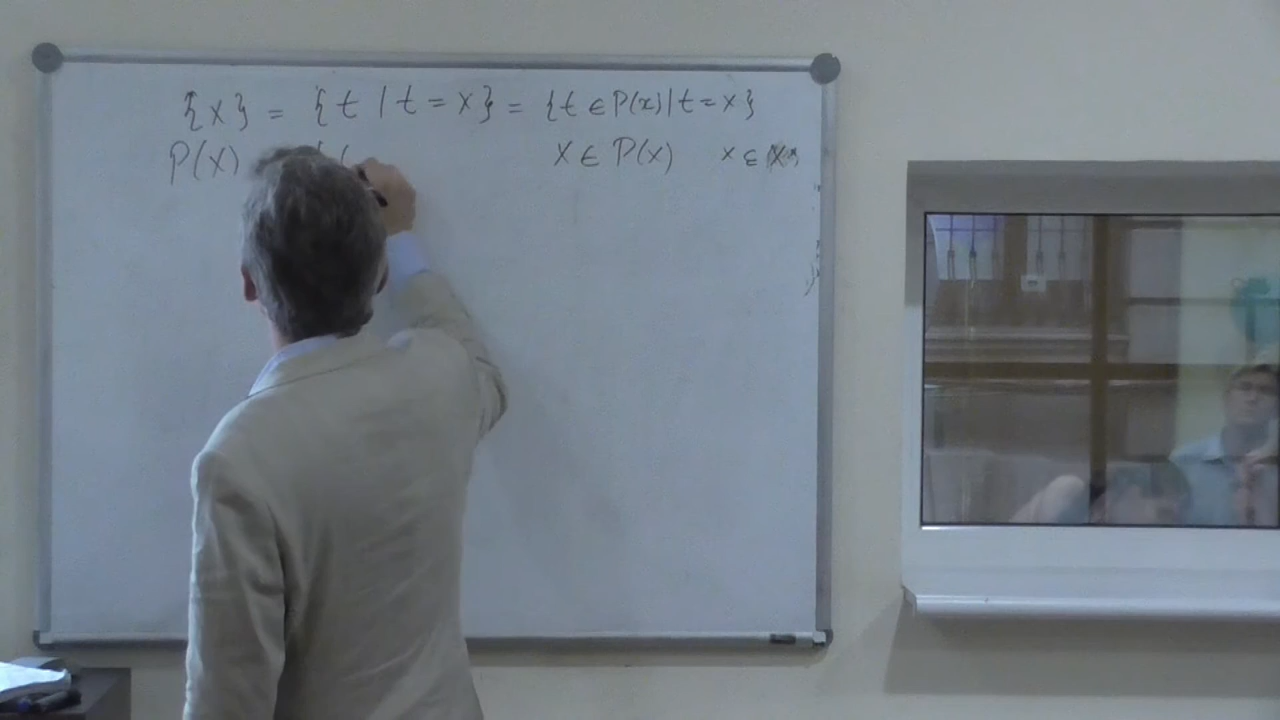 {x} = {t | t = x} = {t ∈ P(x) | t = x}
P(x) x ∈ P(x) x ∈